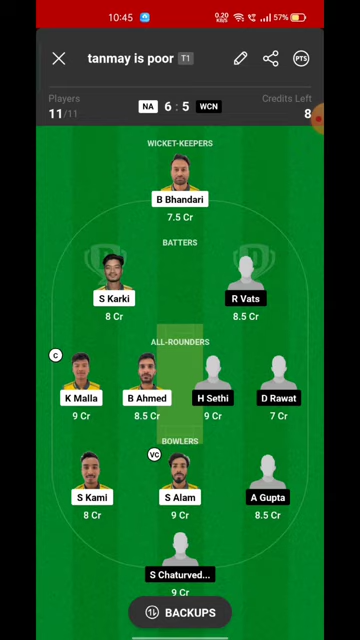 10:45 0.20 KB/S 57%
tanmay is poor T1 PTS
Players Credits Left
11/11 NA 6 : 5 WCN 8
WICKET-KEEPERS
B Bhandari
7.5 Cr
BATTERS
S Karki R Vats
8 Cr 8.5 Cr
ALL-ROUNDERS
C
K Malla B Ahmed H Sethi D Rawat
9 Cr 8.5 Cr 9 Cr 7 Cr
BOWLERS
VC
S Kami S Alam A Gupta
8 Cr 9 Cr 8.5 Cr
S Chaturved...
9 Cr
BACKUPS